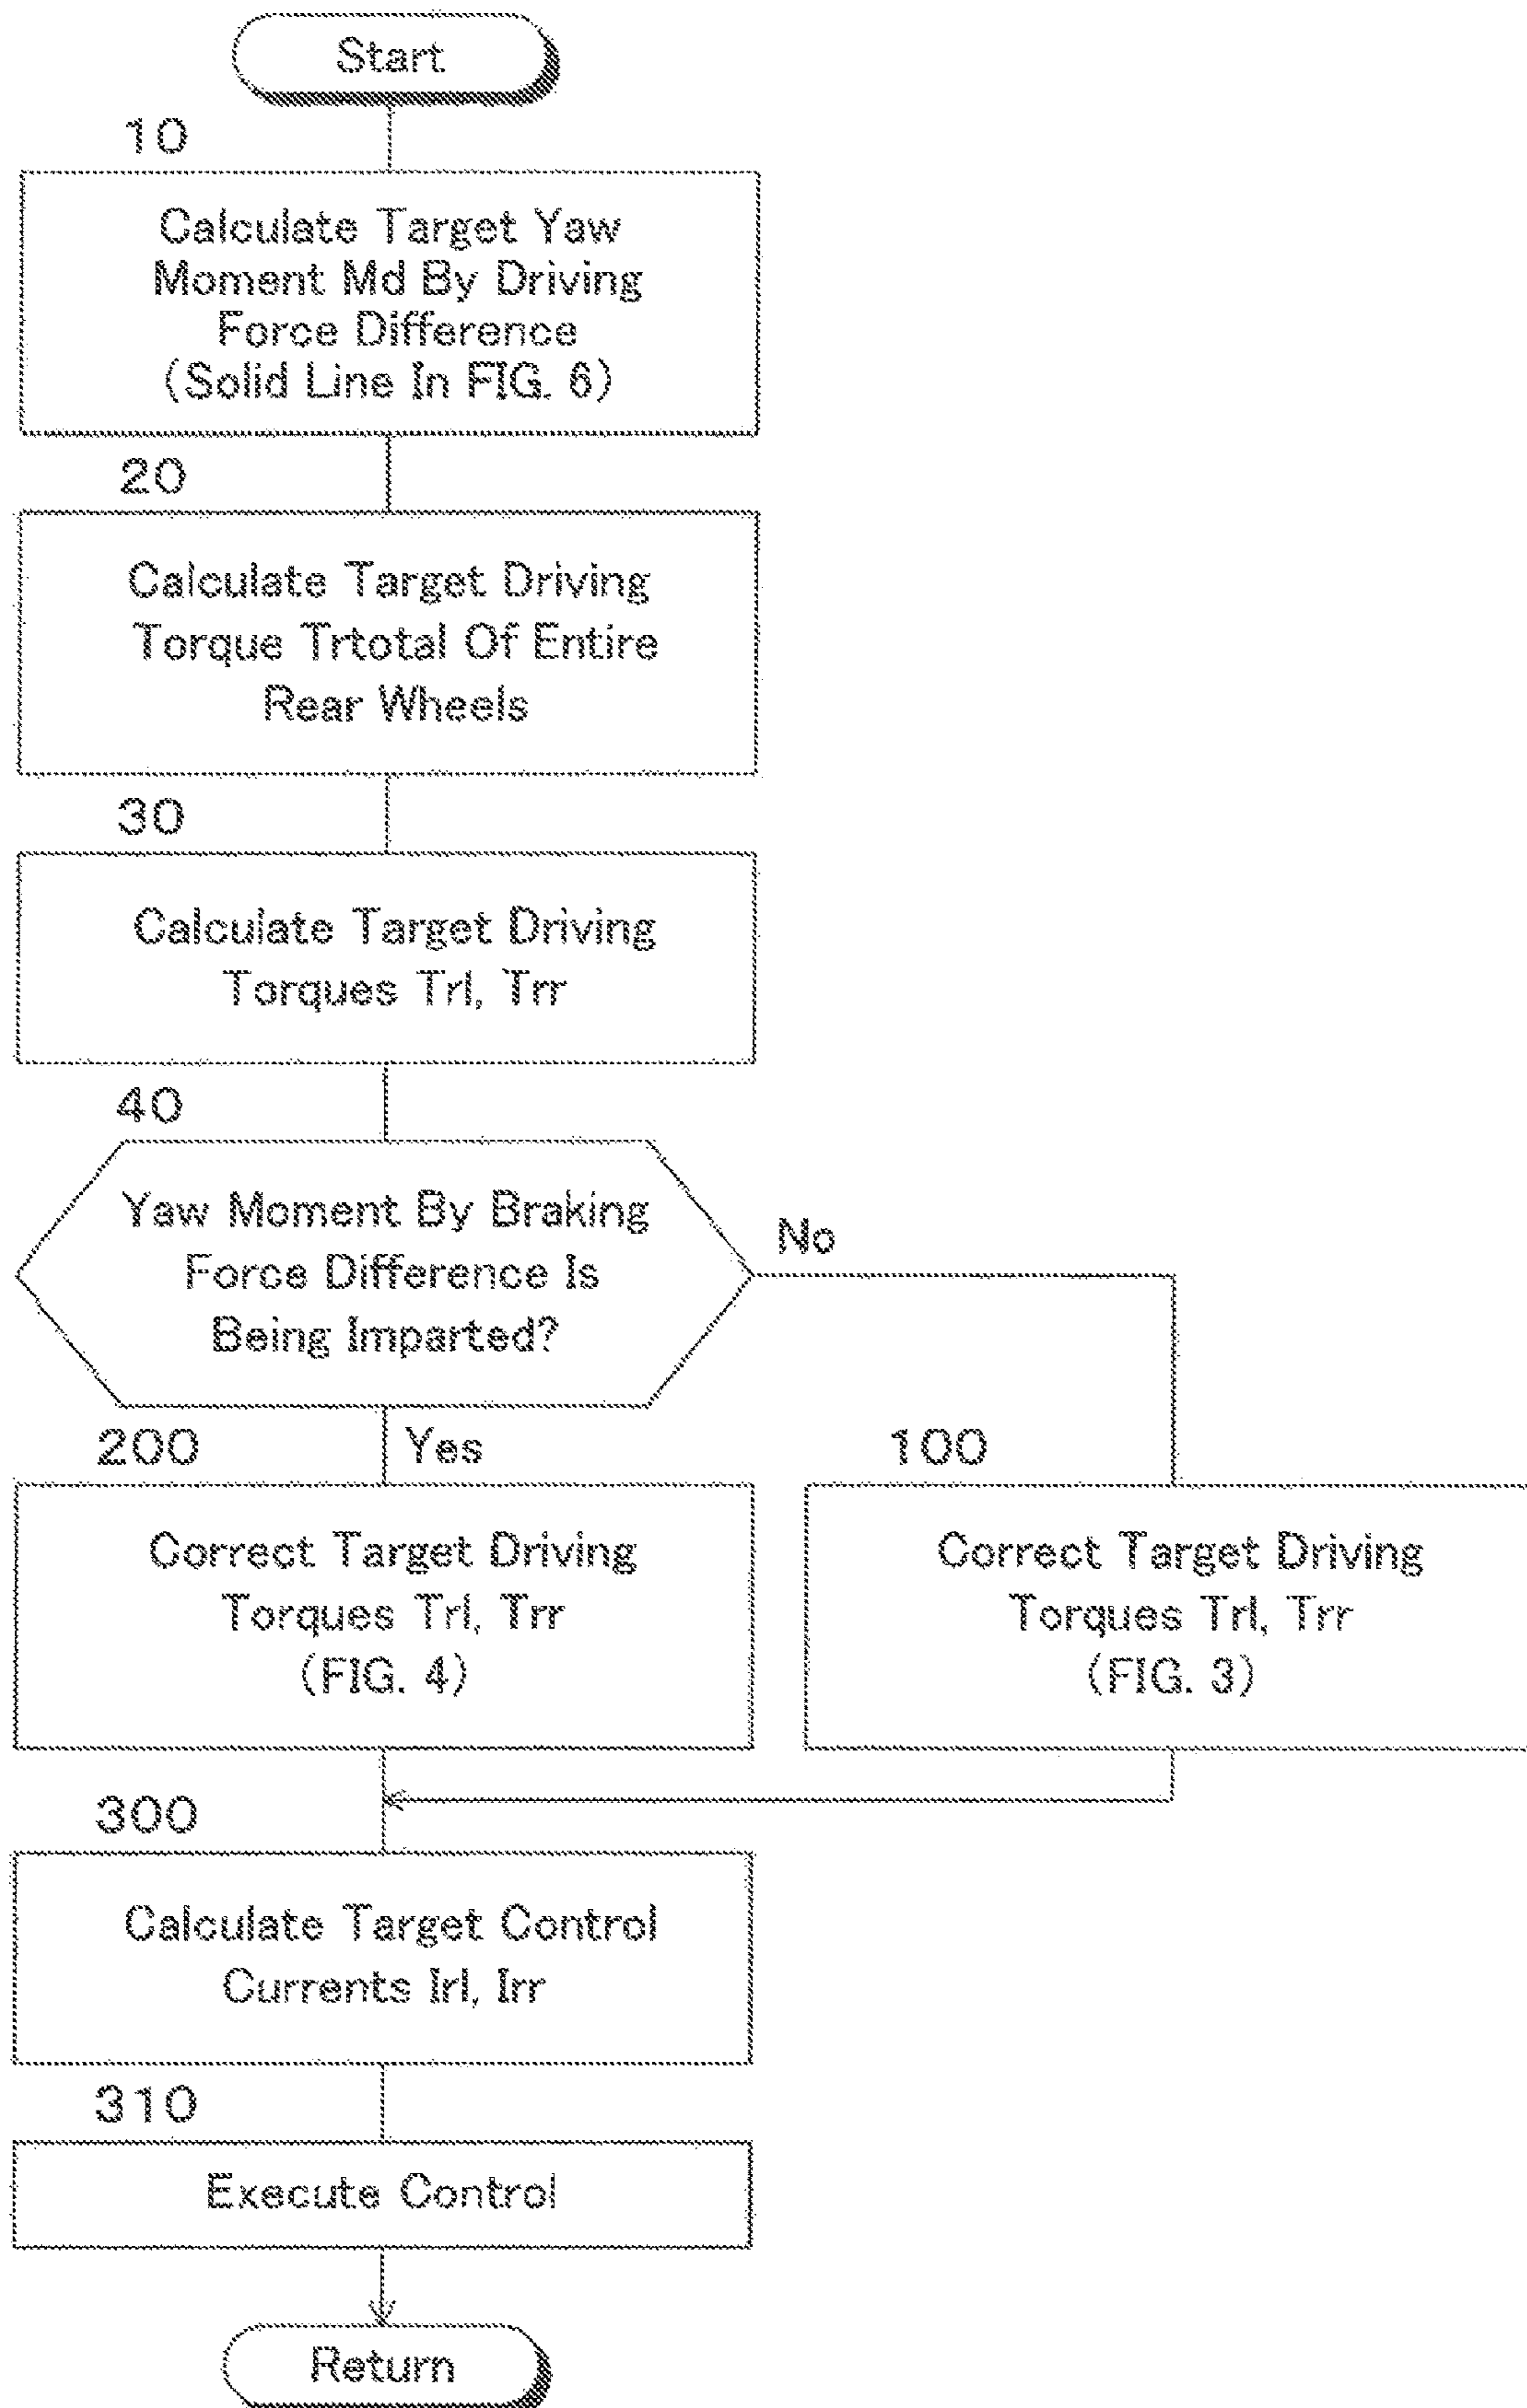 Start
10
Calculate Target Yaw
Moment Md By Driving
Force Difference
(Solid Line In FIG. 6)
20
Calculate Target Driving
Torque Trtotal Of Entire
Rear Wheels
30
Calculate Target Driving
Torques Trl, Trr
40
Yaw Moment By Braking
Force Difference Is
Being Imparted?
No
200
Yes
100
Correct Target Driving
Torques Trl, Trr
(FIG. 4)
Correct Target Driving
Torques Trl, Trr
(FIG. 3)
300
Calculate Target Control
Currents Irl, Irr
310
Execute Control
Return